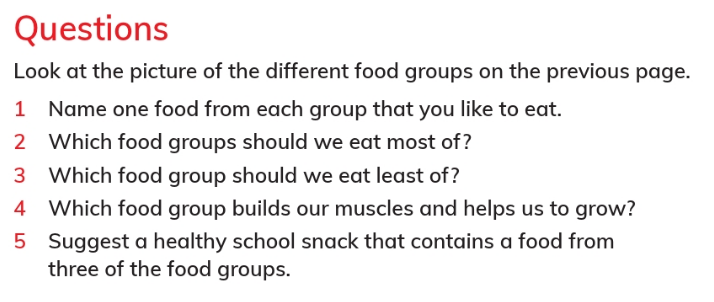 Questions
Look at the picture of the different food groups on the previous page.
1 Name one food from each group that you like to eat.
2 Which food groups should we eat most of?
3 Which food group should we eat least of?
4 Which food group builds our muscles and helps us to grow?
5 Suggest a healthy school snack that contains a food from
three of the food groups.